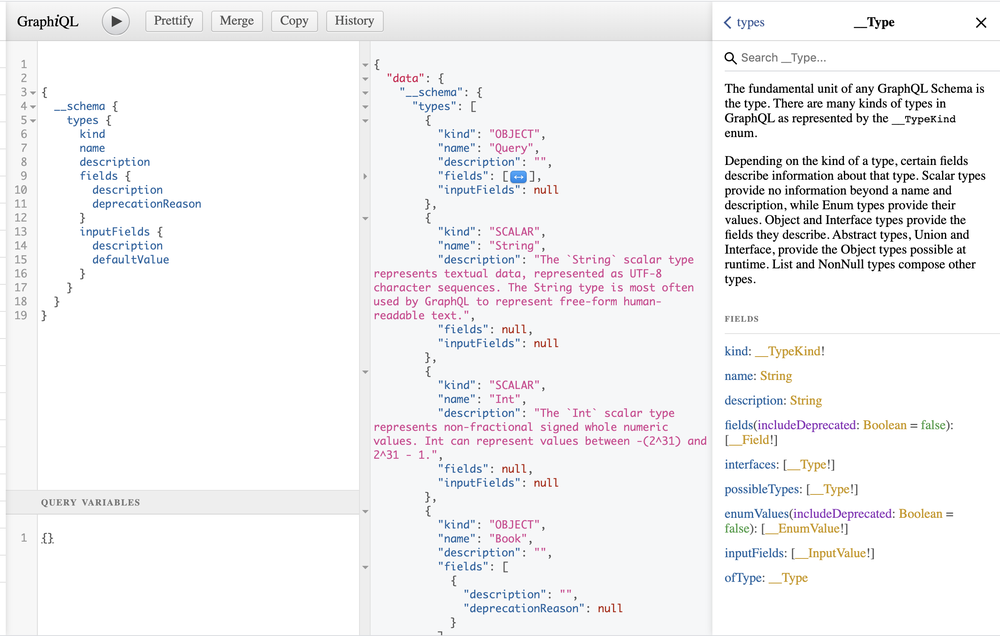 GraphiQL
Prettify
Merge
Copy
History
1
2
3 {
4   __schema {
5     types {
6       kind
7       name
8       description
9       fields {
10         description
11         deprecationReason
12       }
13       inputFields {
14         description
15         defaultValue
16       }
17     }
18   }
19 }
QUERY VARIABLES
1 {}
{
  "data": {
    "__schema": {
      "types": [
        {
          "kind": "OBJECT",
          "name": "Query",
          "description": "",
          "fields": [↔],
          "inputFields": null
        },
        {
          "kind": "SCALAR",
          "name": "String",
          "description": "The `String` scalar type
represents textual data, represented as UTF-8
character sequences. The String type is most often
used by GraphQL to represent free-form human-
readable text.",
          "fields": null,
          "inputFields": null
        },
        {
          "kind": "SCALAR",
          "name": "Int",
          "description": "The `Int` scalar type
represents non-fractional signed whole numeric
values. Int can represent values between -(2^31) and
2^31 - 1.",
          "fields": null,
          "inputFields": null
        },
        {
          "kind": "OBJECT",
          "name": "Book",
          "description": "",
          "fields": [
            {
              "description": "",
              "deprecationReason": null
            }
types
__Type
Search __Type...
The fundamental unit of any GraphQL Schema is
the type. There are many kinds of types in
GraphQL as represented by the __TypeKind
enum.
Depending on the kind of a type, certain fields
describe information about that type. Scalar types
provide no information beyond a name and
description, while Enum types provide their
values. Object and Interface types provide the
fields they describe. Abstract types, Union and
Interface, provide the Object types possible at
runtime. List and NonNull types compose other
types.
FIELDS
kind: __TypeKind!
name: String
description: String
fields(includeDeprecated: Boolean = false):
[__Field!]
interfaces: [__Type!]
possibleTypes: [__Type!]
enumValues(includeDeprecated: Boolean =
false): [__EnumValue!]
inputFields: [__InputValue!]
ofType: __Type